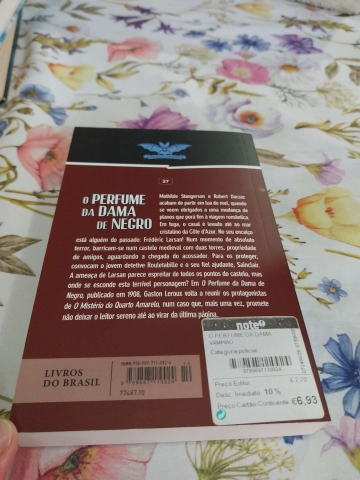 27
O PERFUME
DA DAMA
DE NEGRO
Mathilde Stangerson e Robert Darzac
acabam de partir em lua de mel, quando
se veem obrigados a uma mudança de
planos que porá fim à viagem romântica.
Em fuga, o casal é levado até ao mar
cristalino da Côte d'Azur. No seu encalço
está alguém do passado: Frédéric Larsan! Num momento de absoluto
terror, barricam-se num castelo medieval com duas torres, propriedade
de amigos, aguardando a chegada do acossador. Para os proteger,
convocam o jovem detetive Rouletabille e o seu fiel ajudante, Sainclair.
A ameaça de Larsan parece espreitar de todos os pontos do castelo, mas
onde se esconde este terrível personagem? Em O Perfume da Dama de
Negro, publicado em 1908, Gaston Leroux volta a reunir os protagonistas
de O Mistério do Quarto Amarelo, num caso que, mais uma vez, promete
não deixar o leitor sereno até ao virar da última página.
LIVROS
DO BRASIL
77487.10
note!
O PERFUME DA DAMA
VAMPIRO
Categoria: policial
Preço Editor
Desc. Imediato 10%
Preço Cartão Continente €6,93